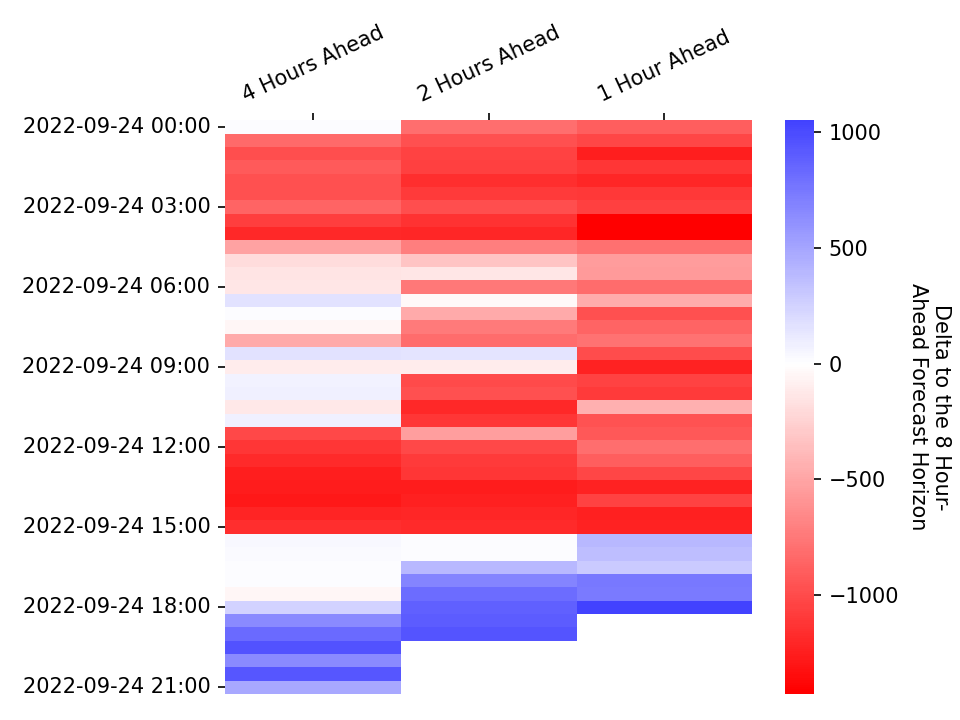 4 Hours Ahead
2 Hours Ahead
1 Hour Ahead
2022-09-24 00:00
2022-09-24 03:00
2022-09-24 06:00
2022-09-24 09:00
2022-09-24 12:00
2022-09-24 15:00
2022-09-24 18:00
2022-09-24 21:00
1000
500
0
−500
−1000
Delta to the 8 Hour-
Ahead Forecast Horizon